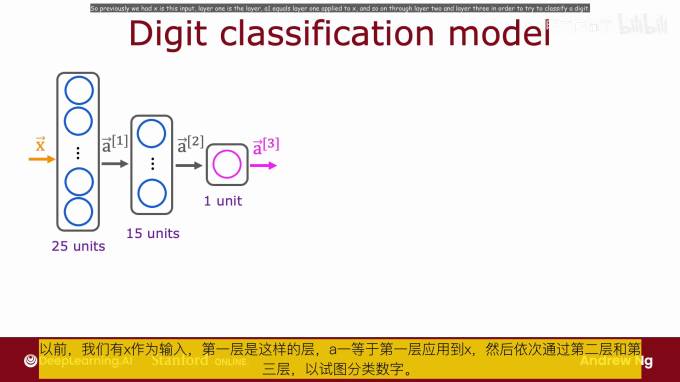 So previously we had x is this input, layer one is the layer, a1 equals layer one applied to x, and so on through layer two and layer three in order to try to classify a digit.
Digit classification model
bilibili
x a[1] a[2] a[3]
1 unit
15 units
25 units
以前，我们有x作为输入，第一层是这样的层，a一等于第一层应用到x，然后依次通过第二层和第
三层，以试图分类数字。
DeepLearning.AI Stanford ONLINE Andrew Ng